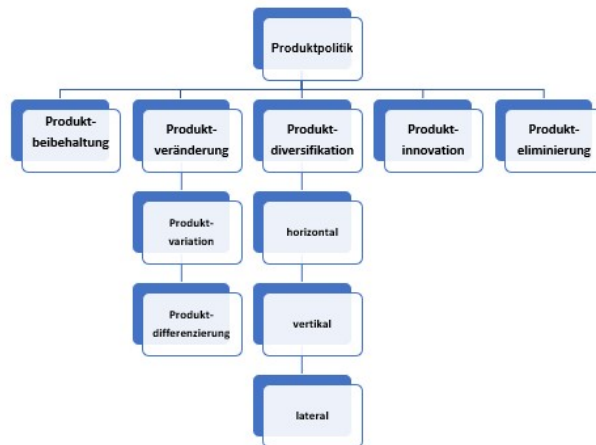 Produktpolitik
Produkt-
beibehaltung
Produkt-
veränderung
Produkt-
diversifikation
Produkt-
innovation
Produkt-
eliminierung
Produkt-
variation
horizontal
Produkt-
differenzierung
vertikal
lateral